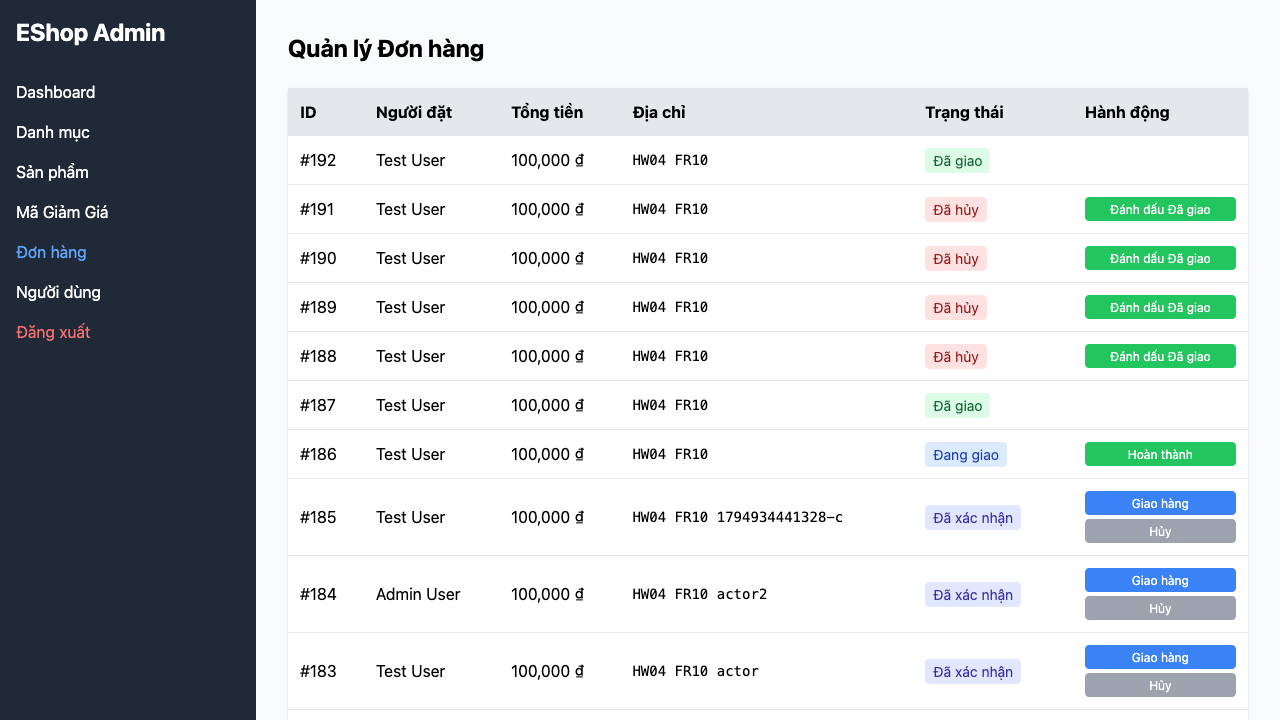 EShop Admin
Dashboard
Danh mục
Sản phẩm
Mã Giảm Giá
Đơn hàng
Người dùng
Đăng xuất
Quản lý Đơn hàng
ID Người đặt Tổng tiền Địa chỉ Trạng thái Hành động
#192 Test User 100,000 ₫ HW04 FR10 Đã giao
#191 Test User 100,000 ₫ HW04 FR10 Đã hủy Đánh dấu Đã giao
#190 Test User 100,000 ₫ HW04 FR10 Đã hủy Đánh dấu Đã giao
#189 Test User 100,000 ₫ HW04 FR10 Đã hủy Đánh dấu Đã giao
#188 Test User 100,000 ₫ HW04 FR10 Đã hủy Đánh dấu Đã giao
#187 Test User 100,000 ₫ HW04 FR10 Đã giao
#186 Test User 100,000 ₫ HW04 FR10 Đang giao Hoàn thành
#185 Test User 100,000 ₫ HW04 FR10 1794934441328-c Đã xác nhận Giao hàng
Hủy
#184 Admin User 100,000 ₫ HW04 FR10 actor2 Đã xác nhận Giao hàng
Hủy
#183 Test User 100,000 ₫ HW04 FR10 actor Đã xác nhận Giao hàng
Hủy